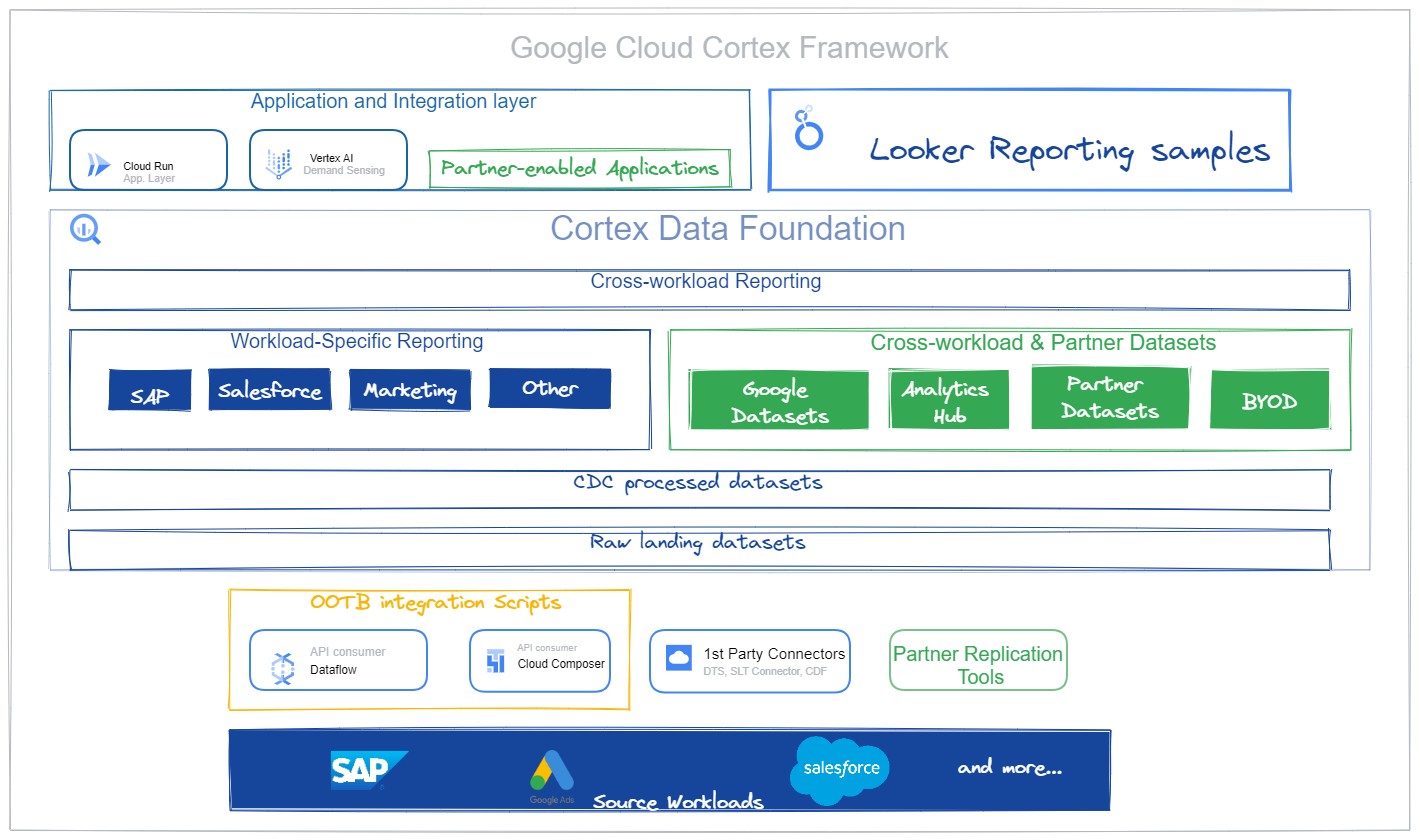 Google Cloud Cortex Framework
Application and Integration layer
Cloud Run
App. Layer
Vertex AI
Demand Sensing
Partner-enabled Applications
Looker Reporting samples
Cortex Data Foundation
Cross-workload Reporting
Workload-Specific Reporting
SAP
Salesforce
Marketing
Other
Cross-workload & Partner Datasets
Google
Datasets
Analytics
Hub
Partner
Datasets
BYOD
CDC processed datasets
Raw landing datasets
OOTB integration Scripts
API consumer
Dataflow
API consumer
Cloud Composer
1st Party Connectors
DTS, SLT Connector, CDF
Partner Replication
Tools
SAP
Google Ads
salesforce
and more...
Source Workloads